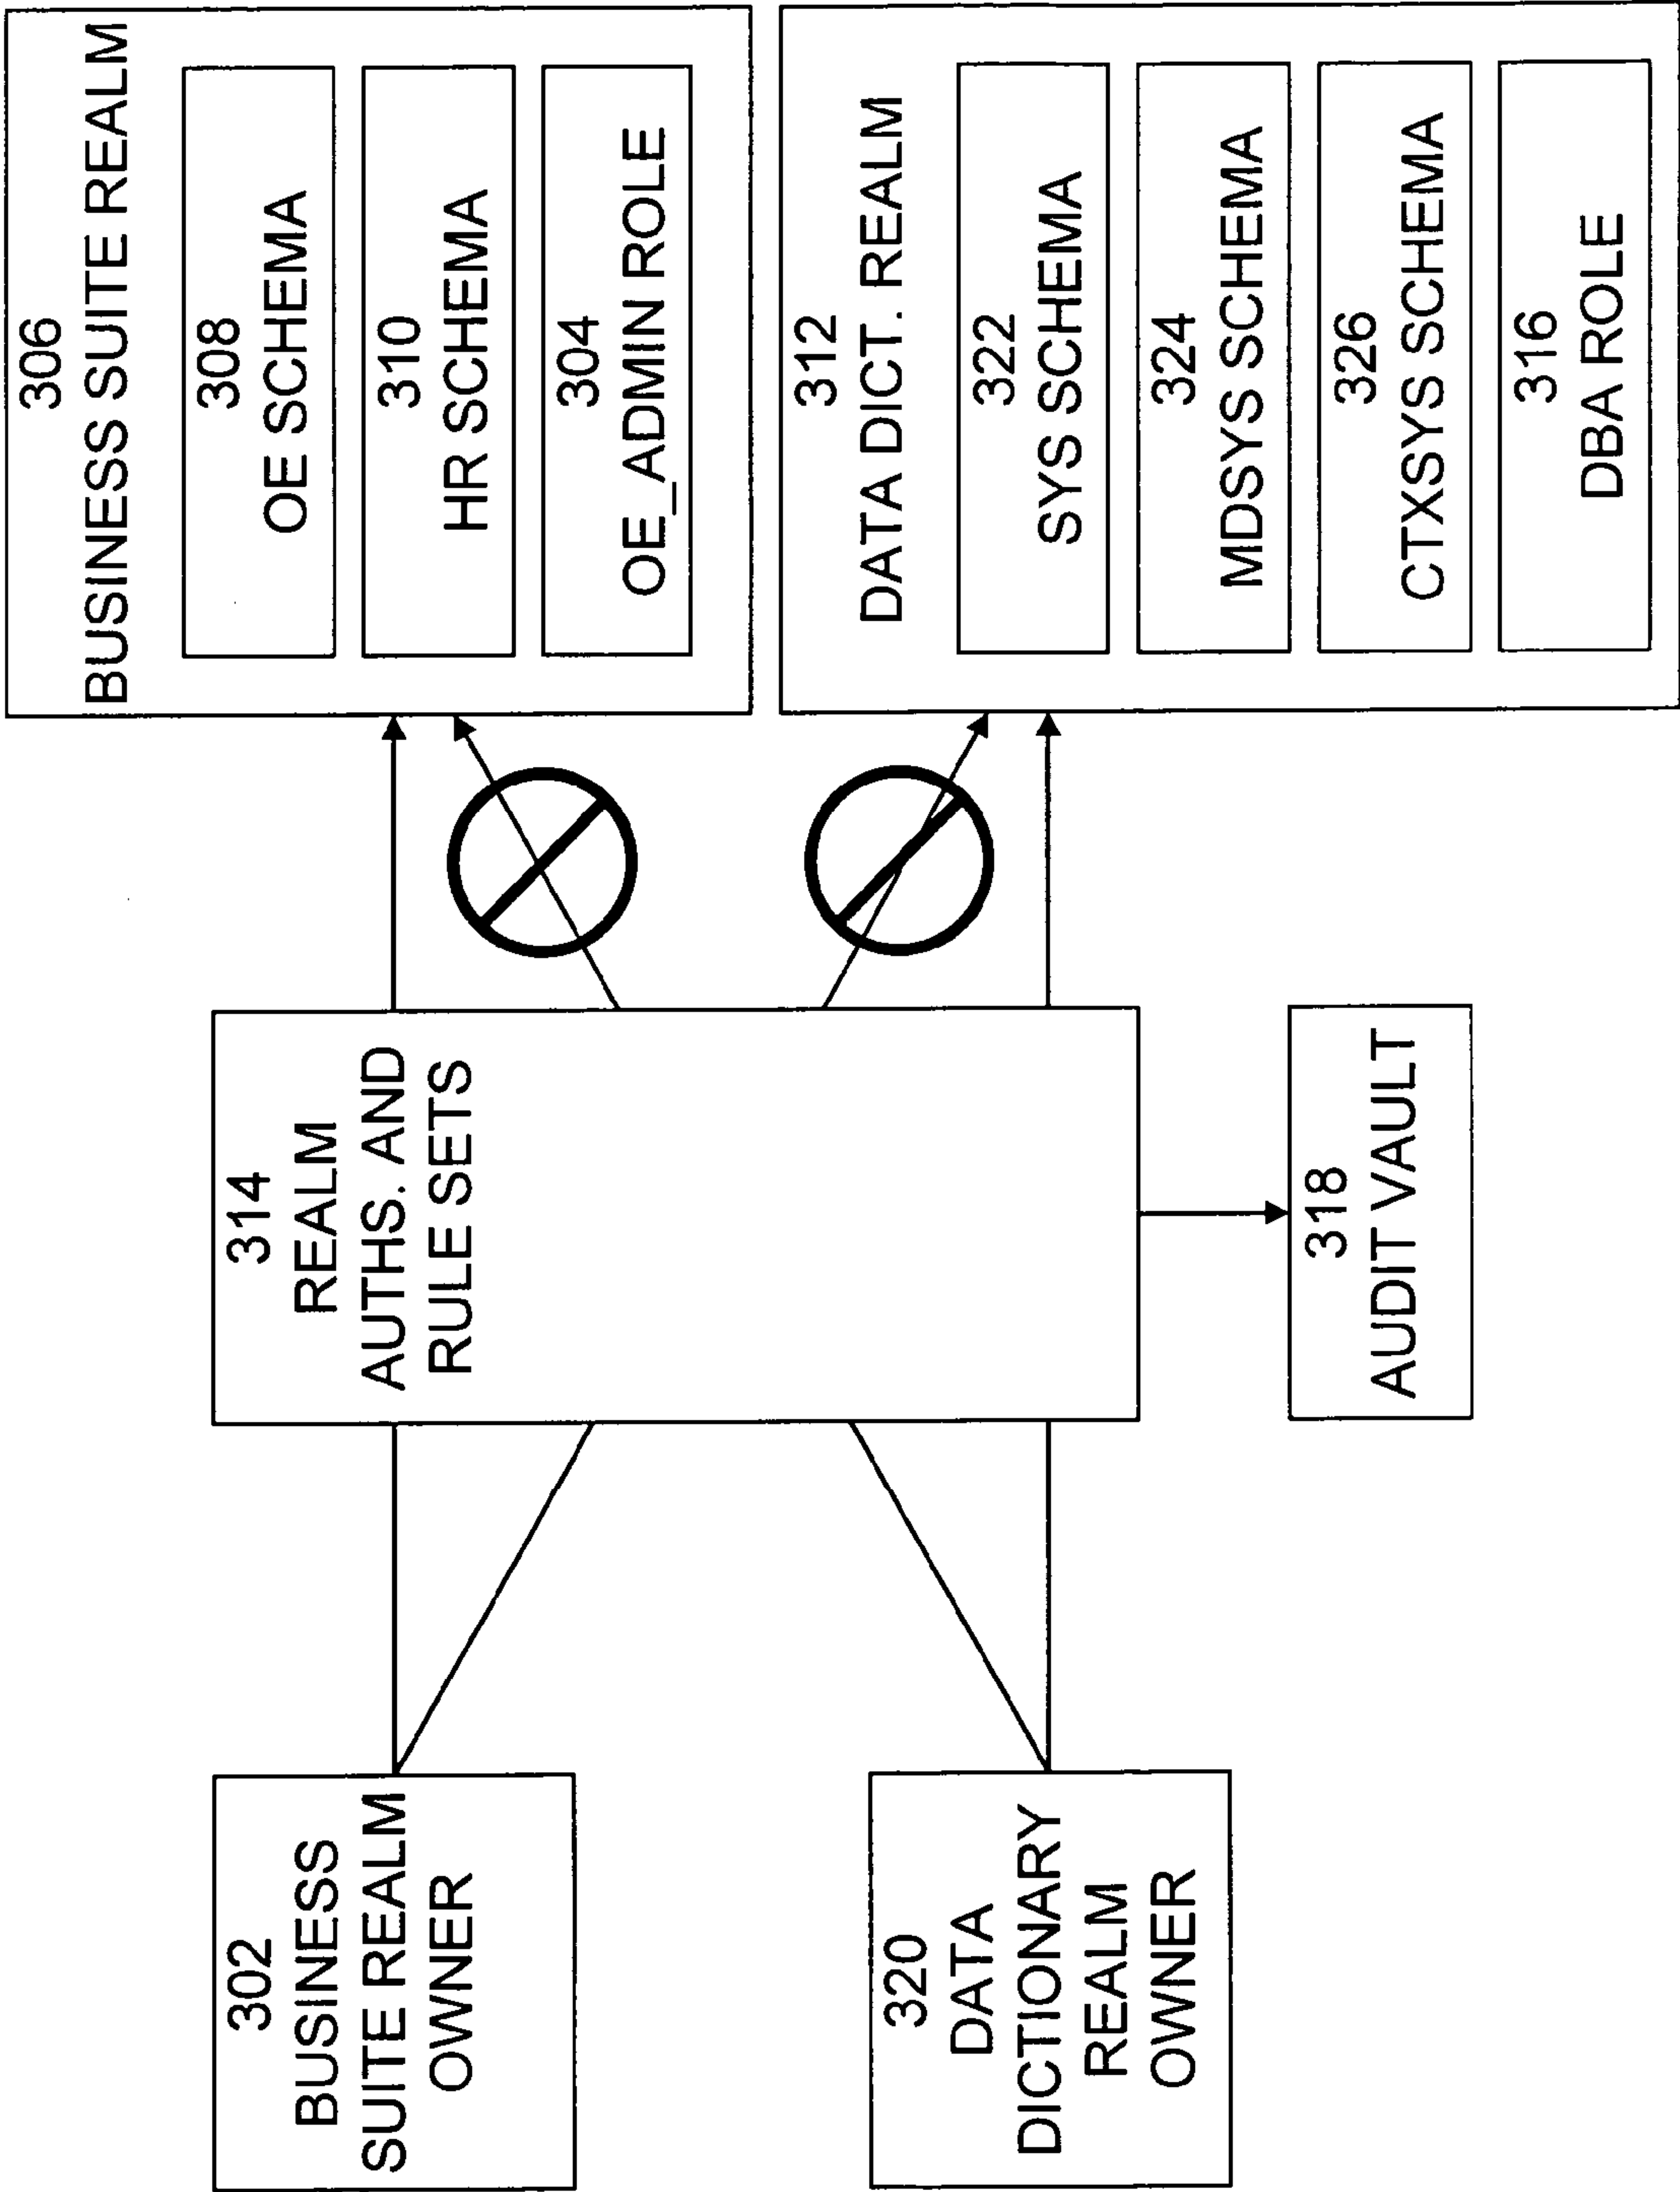 306
BUSINESS SUITE REALM
308
OE SCHEMA
310
HR SCHEMA
304
OE_ADMIN ROLE
312
DATA DICT. REALM
322
SYS SCHEMA
324
MDSYS SCHEMA
326
CTXSYS SCHEMA
316
DBA ROLE
314
REALM
AUTHS. AND
RULE SETS
318
AUDIT VAULT
302
BUSINESS
SUITE REALM
OWNER
320
DATA
DICTIONARY
REALM
OWNER